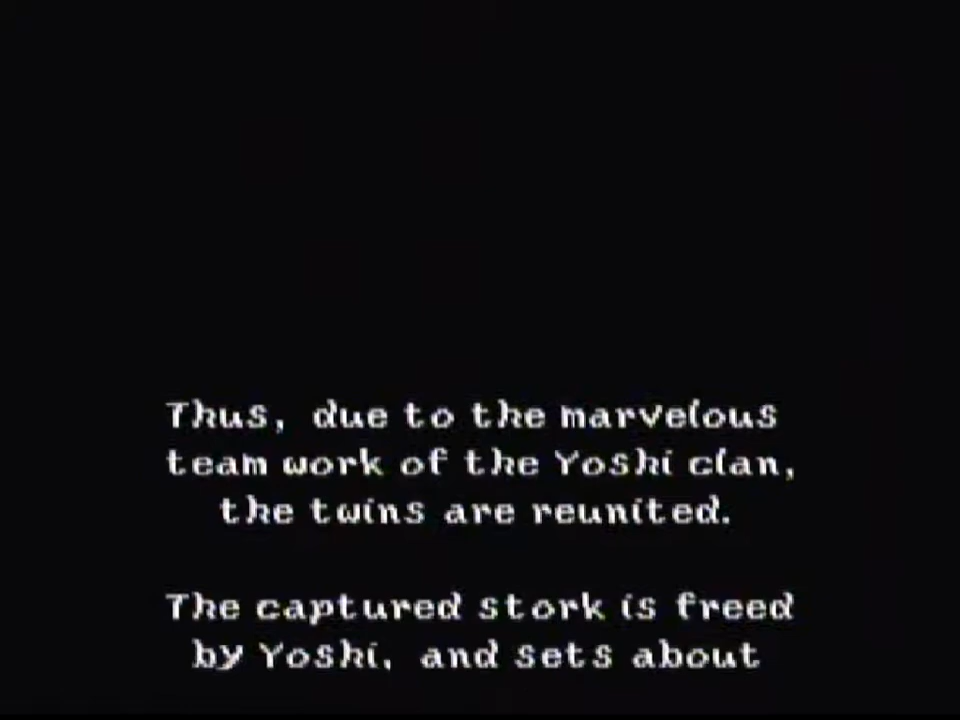 Thus, due to the marvelous
team work of the Yoshi clan,
the twins are reunited.
The captured stork is freed
by Yoshi, and sets about